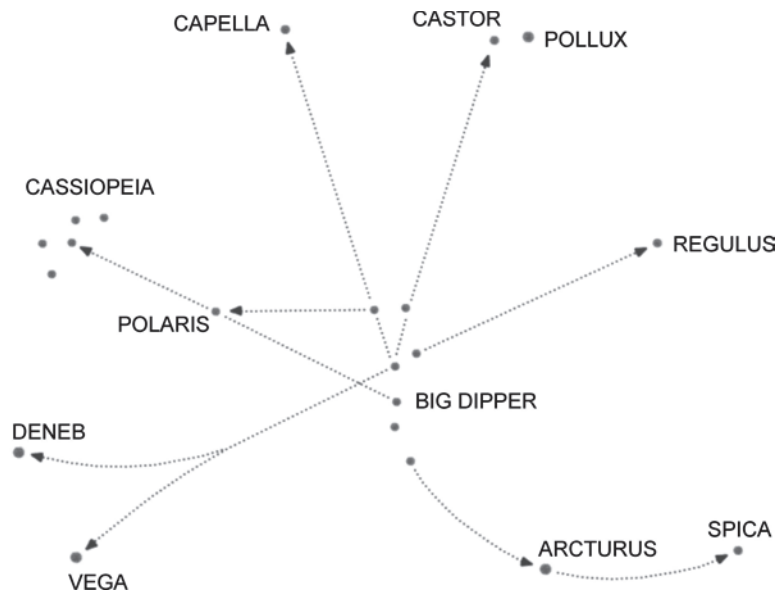 CAPELLA
CASTOR
POLLUX
CASSIOPEIA
REGULUS
POLARIS
BIG DIPPER
DENEB
SPICA
ARCTURUS
VEGA